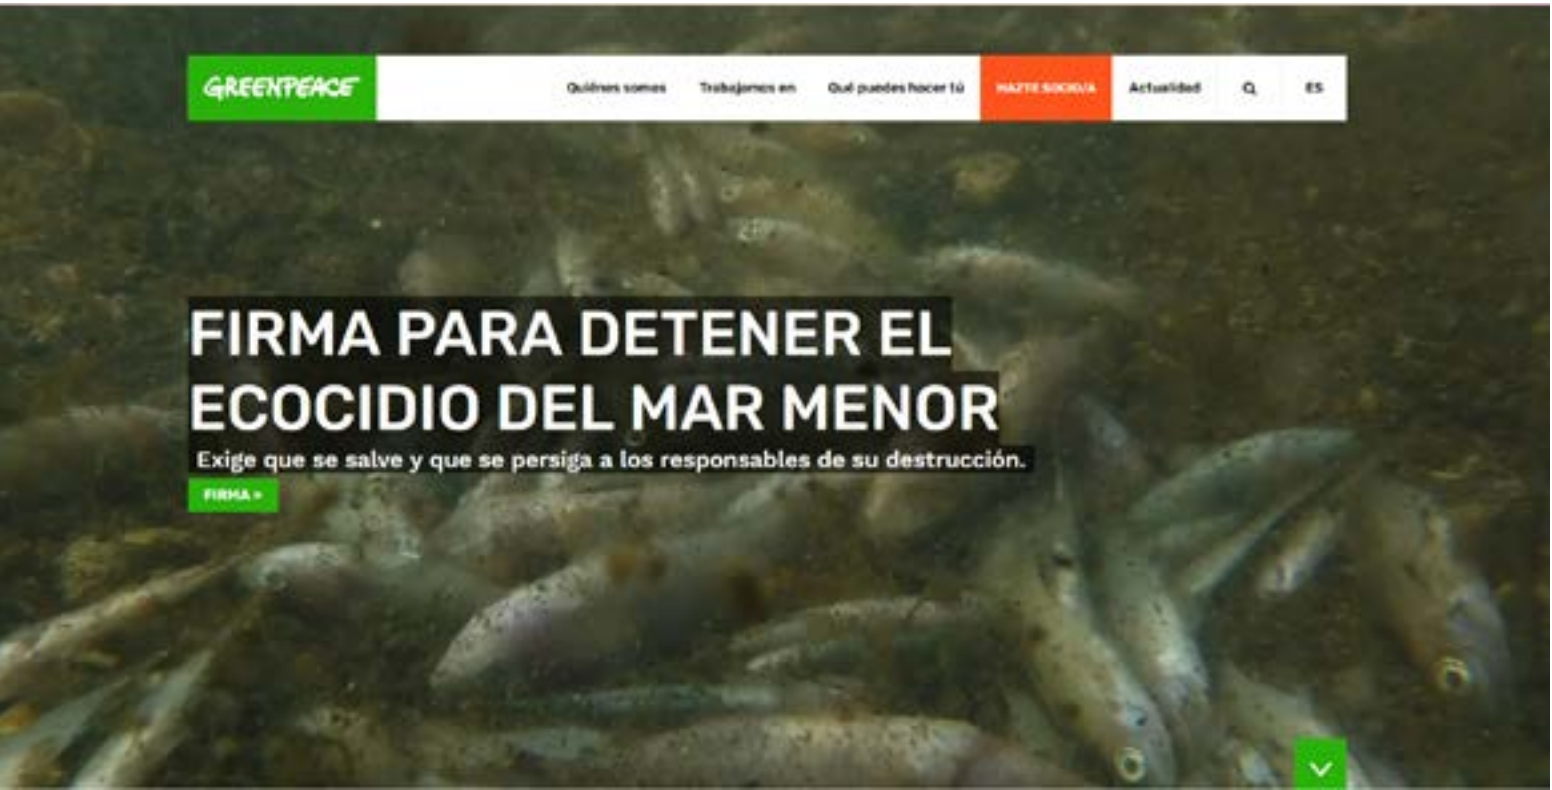 GREENPEACE
Quiénes somos Trabajamos en Qué puedes hacer tú HAZTE SOCIO/A Actualidad ES
FIRMA PARA DETENER EL
ECOCIDIO DEL MAR MENOR
Exige que se salve y que se persiga a los responsables de su destrucción.
FIRMA »